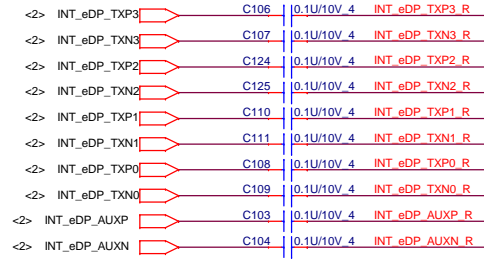 <2> INT_eDP_TXP3 C106 0.1U/10V_4 INT_eDP_TXP3_R
<2> INT_eDP_TXN3 C107 0.1U/10V_4 INT_eDP_TXN3_R
<2> INT_eDP_TXP2 C124 0.1U/10V_4 INT_eDP_TXP2_R
<2> INT_eDP_TXN2 C125 0.1U/10V_4 INT_eDP_TXN2_R
<2> INT_eDP_TXP1 C110 0.1U/10V_4 INT_eDP_TXP1_R
<2> INT_eDP_TXN1 C111 0.1U/10V_4 INT_eDP_TXN1_R
<2> INT_eDP_TXP0 C108 0.1U/10V_4 INT_eDP_TXP0_R
<2> INT_eDP_TXN0 C109 0.1U/10V_4 INT_eDP_TXN0_R
<2> INT_eDP_AUXP C103 0.1U/10V_4 INT_eDP_AUXP_R
<2> INT_eDP_AUXN C104 0.1U/10V_4 INT_eDP_AUXN_R